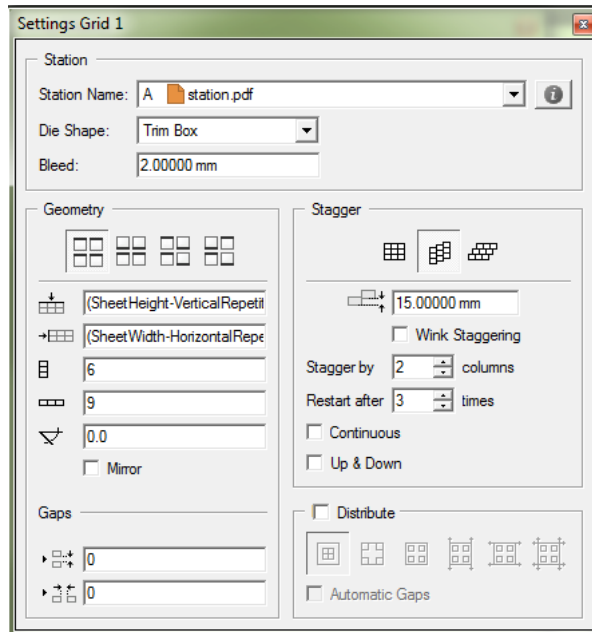 Settings Grid 1
Station
Station Name: A station.pdf
Die Shape: Trim Box
Bleed: 2.00000 mm
Geometry
(SheetHeight-VerticalRepetit
(SheetWidth-HorizontalRepe
6
9
0.0
Mirror
Gaps
0
0
Stagger
15.00000 mm
Wink Staggering
Stagger by 2 columns
Restart after 3 times
Continuous
Up & Down
Distribute
Automatic Gaps